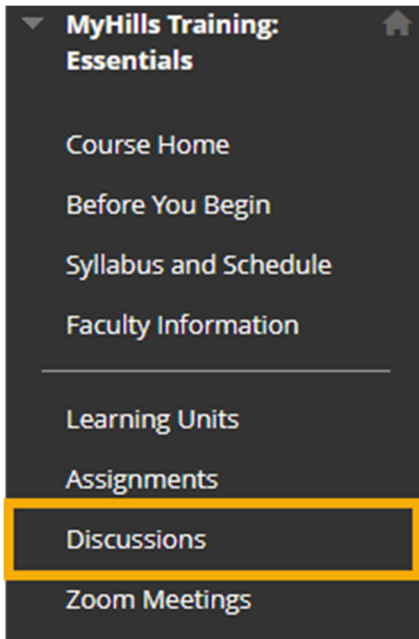 MyHills Training:
Essentials
Course Home
Before You Begin
Syllabus and Schedule
Faculty Information
Learning Units
Assignments
Discussions
Zoom Meetings